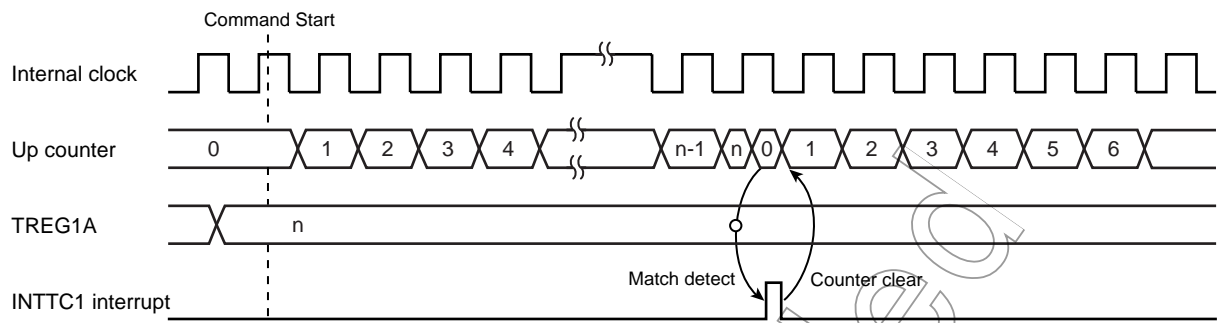 Command Start
Internal clock
Up counter 0 1 2 3 4 n-1 n 0 1 2 3 4 5 6
TREG1A n
Match detect Counter clear
INTTC1 interrupt